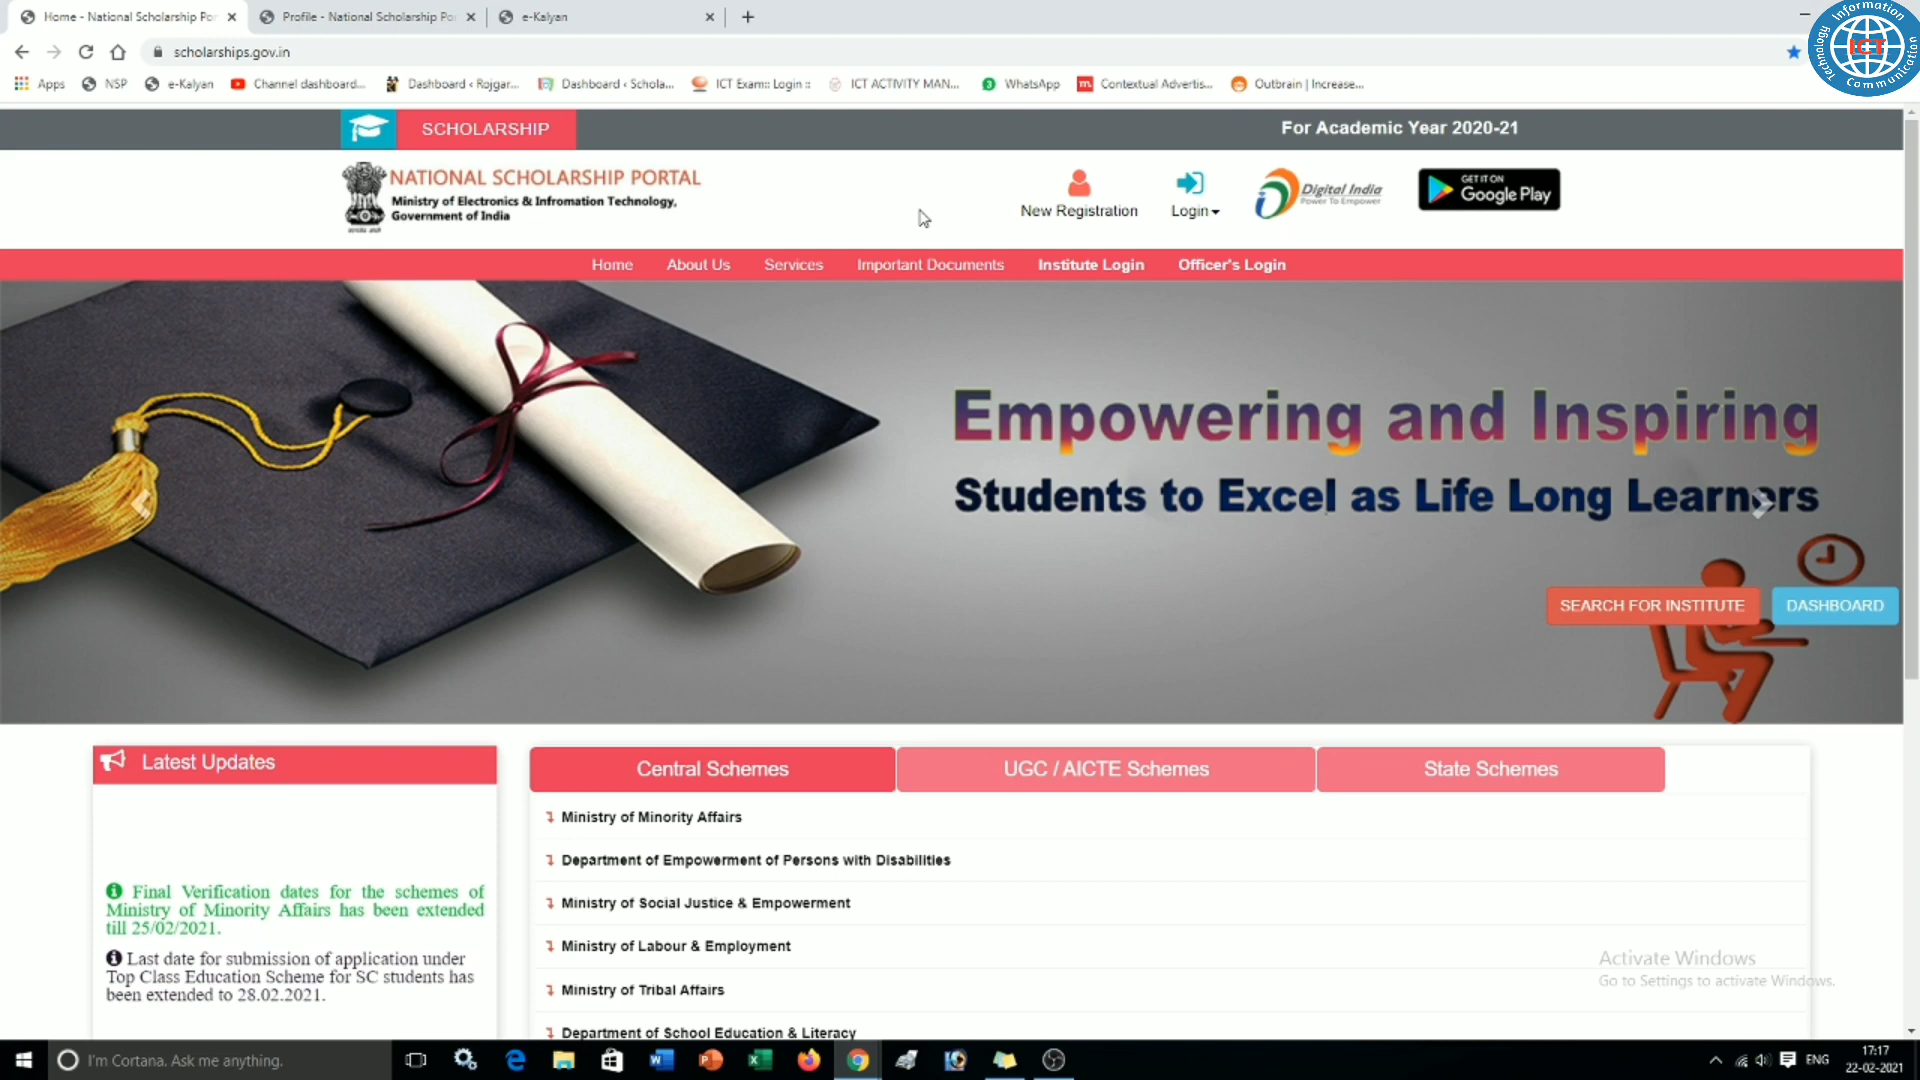 Home - National Scholarship Por
Profile - National Scholarship Por
e-Kalyan
scholarships.gov.in
Apps
NSP
e-Kalyan
Channel dashboard...
Dashboard ‹ Rojgar...
Dashboard ‹ Schola...
ICT Exam:: Login ::
ICT ACTIVITY MAN...
WhatsApp
Contextual Advertis...
Outbrain | Increase...
Information
Communication
Technology
ICT
SCHOLARSHIP
For Academic Year 2020-21
NATIONAL SCHOLARSHIP PORTAL
Ministry of Electronics & Infromation Technology,
Government of India
New Registration
Login
Digital India
Power To Empower
GET IT ON
Google Play
Home
About Us
Services
Important Documents
Institute Login
Officer's Login
Empowering and Inspiring
Students to Excel as Life Long Learners
SEARCH FOR INSTITUTE
DASHBOARD
Latest Updates
Central Schemes
UGC / AICTE Schemes
State Schemes
Final Verification dates for the schemes of
Ministry of Minority Affairs has been extended
till 25/02/2021.
Last date for submission of application under
Top Class Education Scheme for SC students has
been extended to 28.02.2021.
Ministry of Minority Affairs
Department of Empowerment of Persons with Disabilities
Ministry of Social Justice & Empowerment
Ministry of Labour & Employment
Ministry of Tribal Affairs
Department of School Education & Literacy
Activate Windows
Go to Settings to activate Windows.
I'm Cortana. Ask me anything.
ENG
17:17
22-02-2021